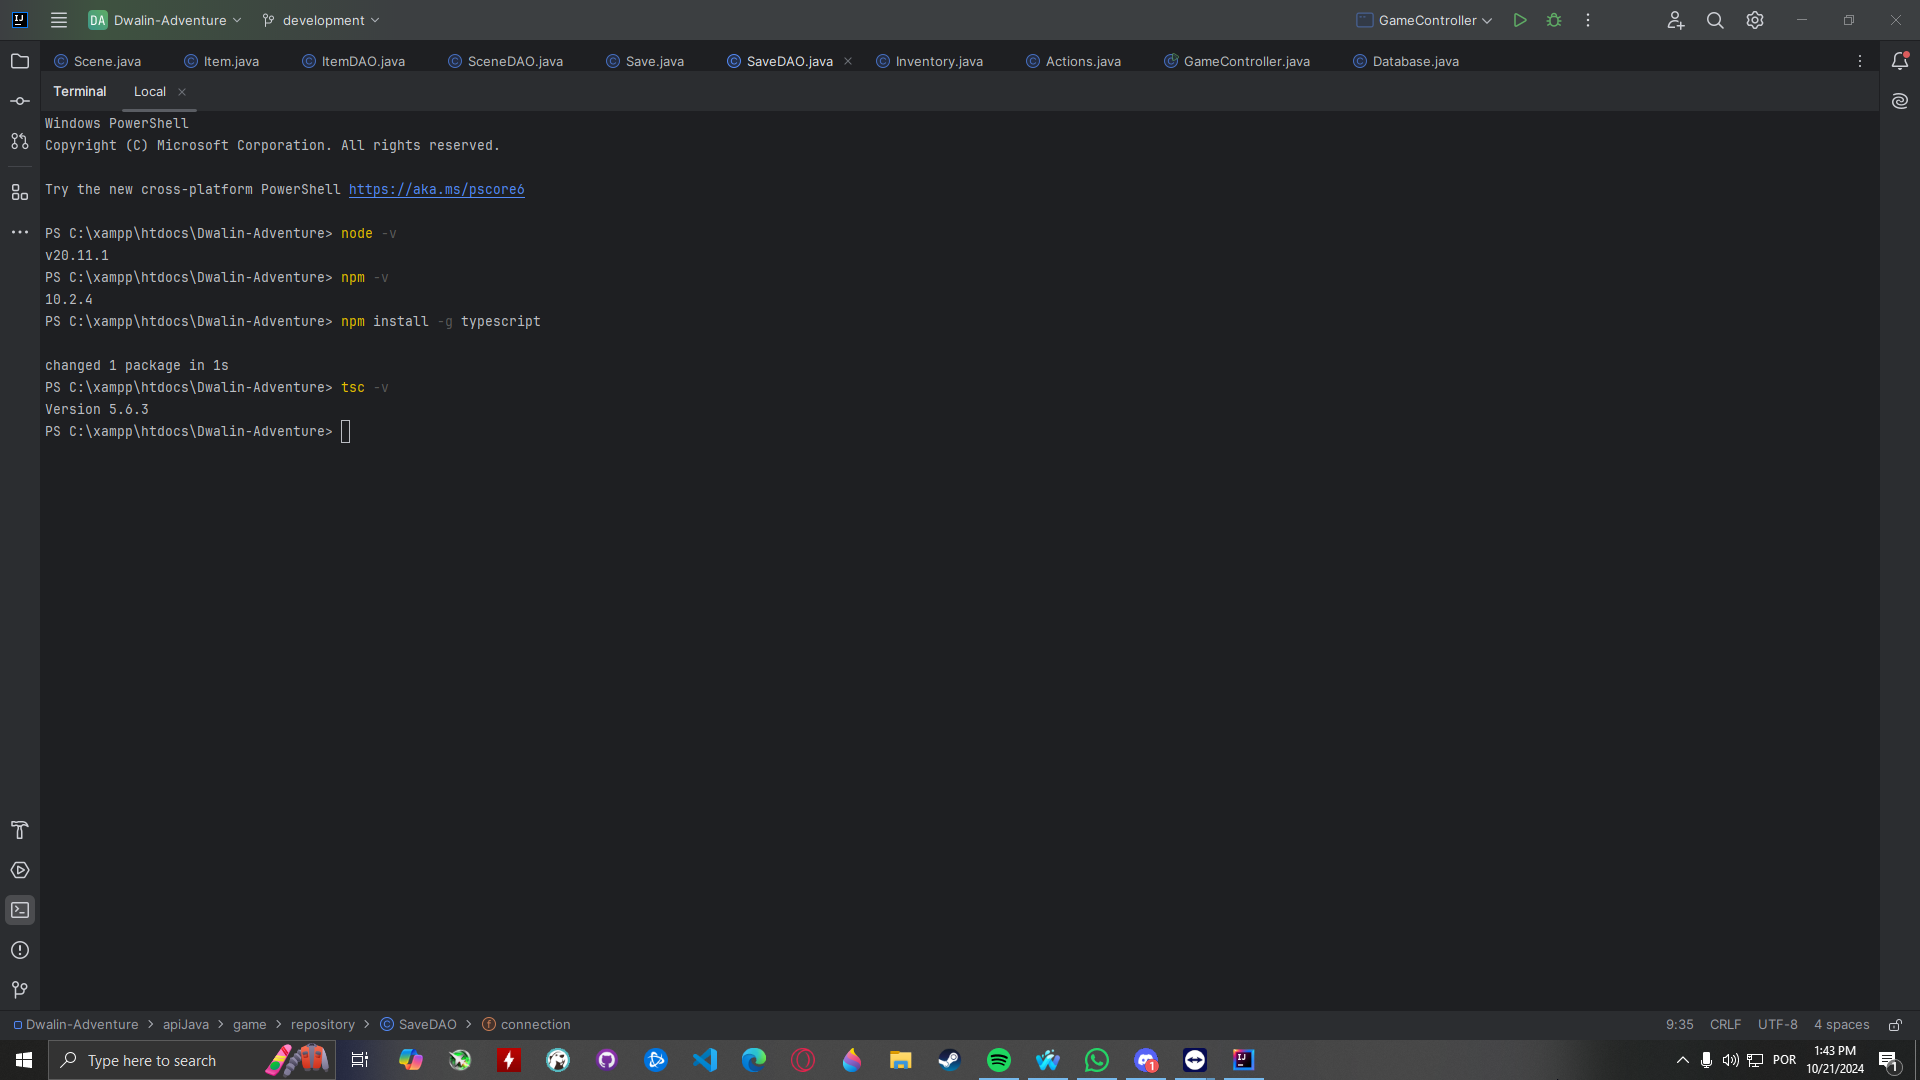 DA Dwalin-Adventure development GameController
Scene.java Item.java ItemDAO.java SceneDAO.java Save.java SaveDAO.java Inventory.java Actions.java GameController.java Database.java
Terminal Local
Windows PowerShell
Copyright (C) Microsoft Corporation. All rights reserved.
Try the new cross-platform PowerShell https://aka.ms/pscore6
PS C:\xampp\htdocs\Dwalin-Adventure> node -v
v20.11.1
PS C:\xampp\htdocs\Dwalin-Adventure> npm -v
10.2.4
PS C:\xampp\htdocs\Dwalin-Adventure> npm install -g typescript
changed 1 package in 1s
PS C:\xampp\htdocs\Dwalin-Adventure> tsc -v
Version 5.6.3
PS C:\xampp\htdocs\Dwalin-Adventure>
Dwalin-Adventure > apiJava > game > repository > SaveDAO > connection 9:35 CRLF UTF-8 4 spaces
Type here to search POR 1:43 PM
10/21/2024